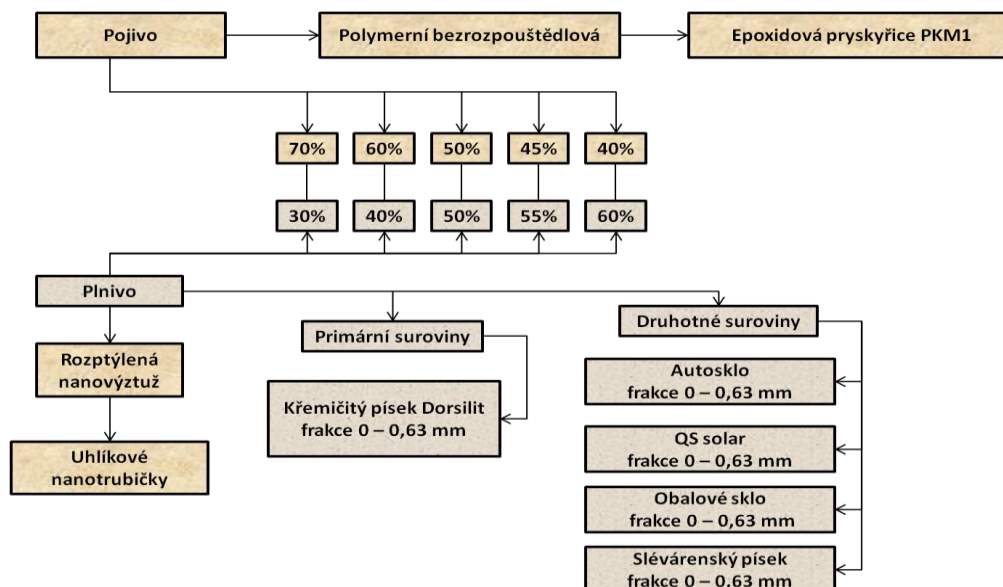 Pojivo
Polymerní bezrozpouštědlová
Epoxidová pryskyřice PKM1
70%
60%
50%
45%
40%
30%
40%
50%
55%
60%
Plnivo
Primární suroviny
Druhotné suroviny
Rozptýlená
nanovýztuž
Uhlíkové
nanotrubičky
Křemičitý písek Dorsilit
frakce 0 – 0,63 mm
Autosklo
frakce 0 – 0,63 mm
QS solar
frakce 0 – 0,63 mm
Obalové sklo
frakce 0 – 0,63 mm
Slévárenský písek
frakce 0 – 0,63 mm